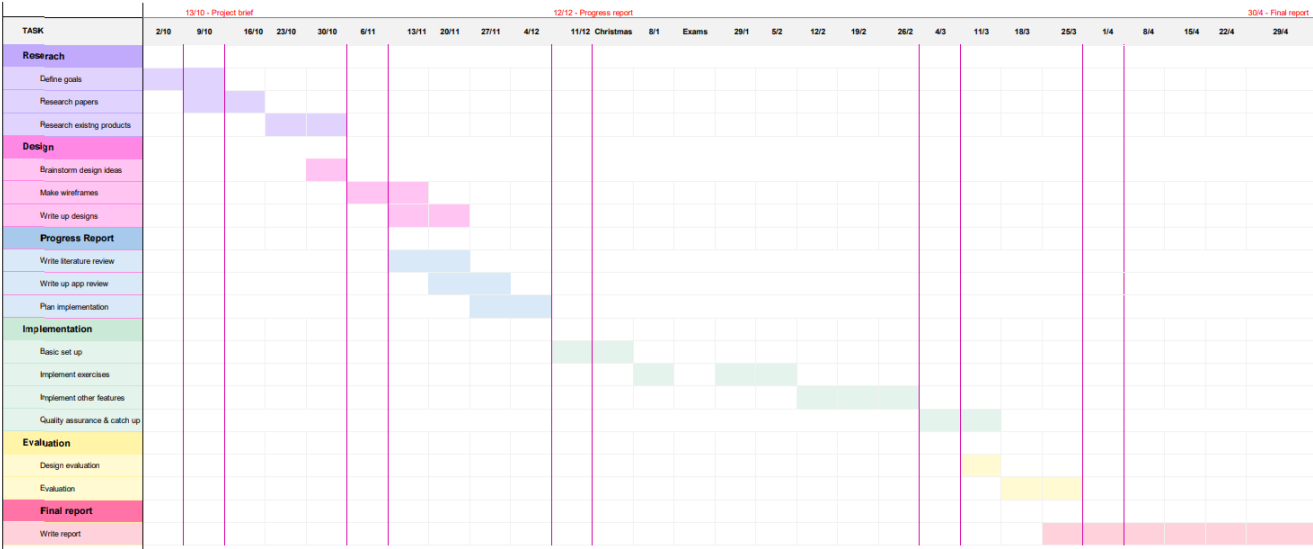 13/10 - Project brief 12/12 - Progress report 30/4 - Final report
TASK 2/10 9/10 16/10 23/10 30/10 6/11 13/11 20/11 4/12 11/12 Christmas 8/1 Exams 29/1 5/2 12/2 19/2 26/2 4/3 11/3 18/3 25/3 1/4 8/4 15/4 22/4 29/4
Reserach
Define goals
Research papers
Research existng products
Design
Brainstorm design ideas
Make wireframes
Write up designs
Progress Report
Write literature review
Write up app review
Plan implementation
Implementation
Basic set up
Implement exercises
Implement other features
Quality assurance & catch up
Evaluation
Design evaluation
Evaluation
Final report
Write report